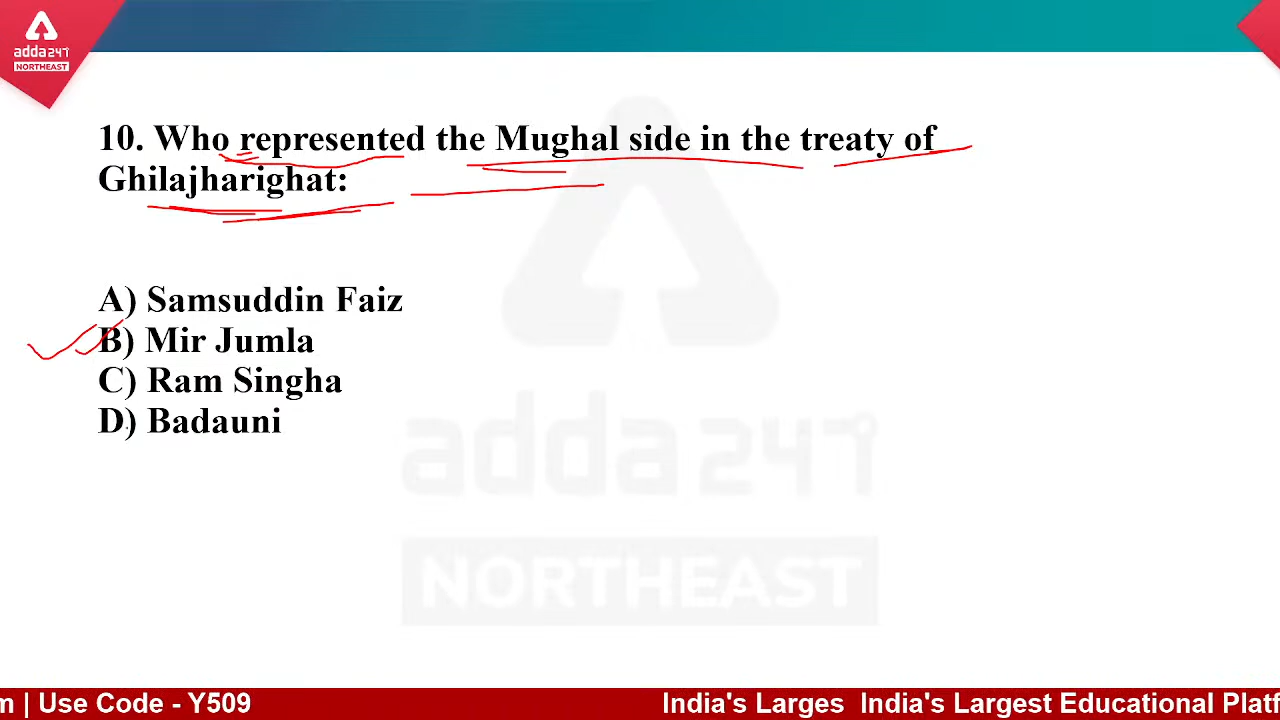 adda247
NORTHEAST
10. Who represented the Mughal side in the treaty of
Ghilajharighat:
A) Samsuddin Faiz
B) Mir Jumla
C) Ram Singha
D) Badauni
adda247
NORTHEAST
m | Use Code - Y509
India's Larges India's Largest Educational Platf